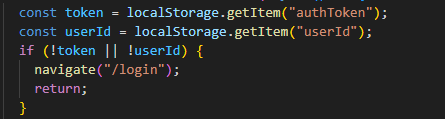 const token = localStorage.getItem("authToken");
const userId = localStorage.getItem("userId");
if (!token || !userId) {
navigate("/login");
return;
}